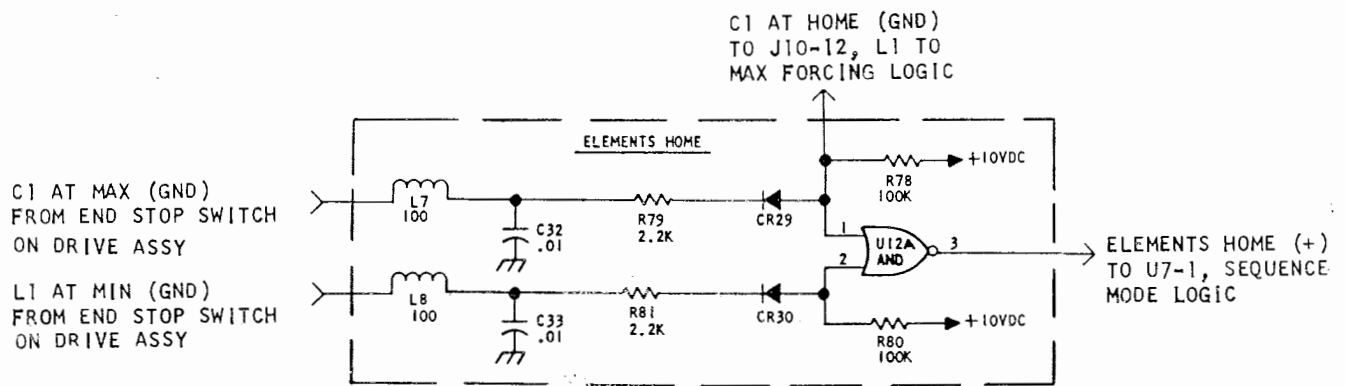 C1 AT HOME (GND)
TO J10-12, L1 TO
MAX FORCING LOGIC
ELEMENTS HOME
+10VDC
R78
100K
C1 AT MAX (GND)
FROM END STOP SWITCH
ON DRIVE ASSY
L7
100
C32
.01
R79
2.2K
CR29
1
U12A
AND
3
2
ELEMENTS HOME (+)
TO U7-1, SEQUENCE
MODE LOGIC
L1 AT MIN (GND)
FROM END STOP SWITCH
ON DRIVE ASSY
L8
100
C33
.01
R81
2.2K
CR30
+10VDC
R80
100K